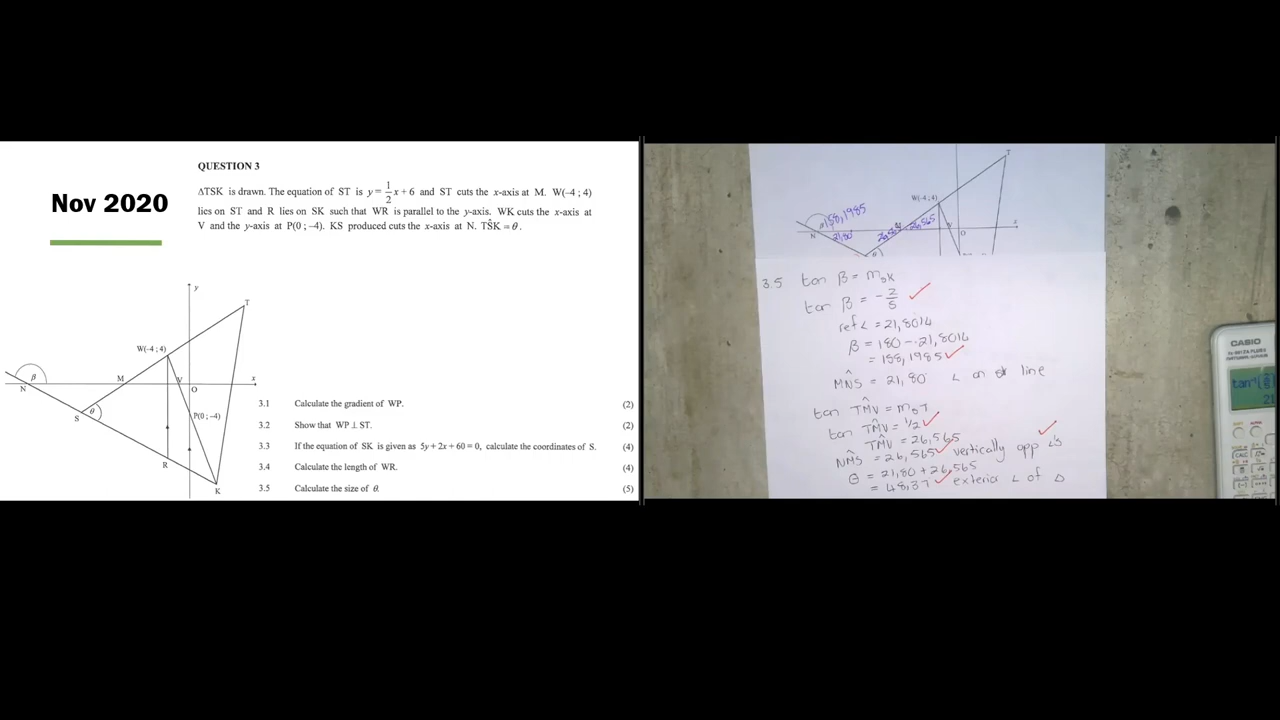 Nov 2020
QUESTION 3
ΔTSK is drawn. The equation of ST is y = 1/2 x + 6 and ST cuts the x-axis at M. W(−4 ; 4)
lies on ST and R lies on SK such that WR is parallel to the y-axis. WK cuts the x-axis at
V and the y-axis at P(0 ; −4). KS produced cuts the x-axis at N. TŜK = θ.
y
T
W(-4 ; 4)
β
M
V
x
N
O
S
θ
P(0 ; −4)
R
K
3.1 Calculate the gradient of WP. (2)
3.2 Show that WP ⊥ ST. (2)
3.3 If the equation of SK is given as 5y + 2x + 60 = 0, calculate the coordinates of S. (4)
3.4 Calculate the length of WR. (4)
3.5 Calculate the size of θ. (5)
T
W(-4 ; 4)
158,1985
26,565
x
N
21,80
O
θ
3.5 tan β = m
tan β = -2/5
ref∠ = 21,8014
β = 180 - 21,8014
= 158,1985
MN̂S = 21,80 ∠ on str line
tan TM̂V = m
tan TM̂V = 1/2
TM̂V = 26,565
NM̂S = 26,565 vertically opp ∠s
θ = 21,80 + 26,565
= 48,37 exterior ∠ of Δ
CASIO
tan⁻¹(
21